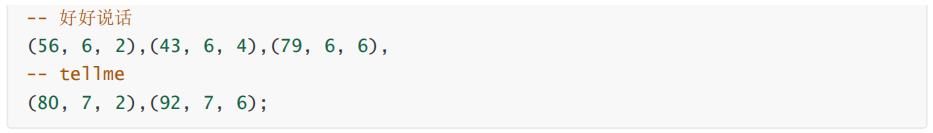 -- 好好说话
(56, 6, 2),(43, 6, 4),(79, 6, 6),
-- tellme
(80, 7, 2),(92, 7, 6);